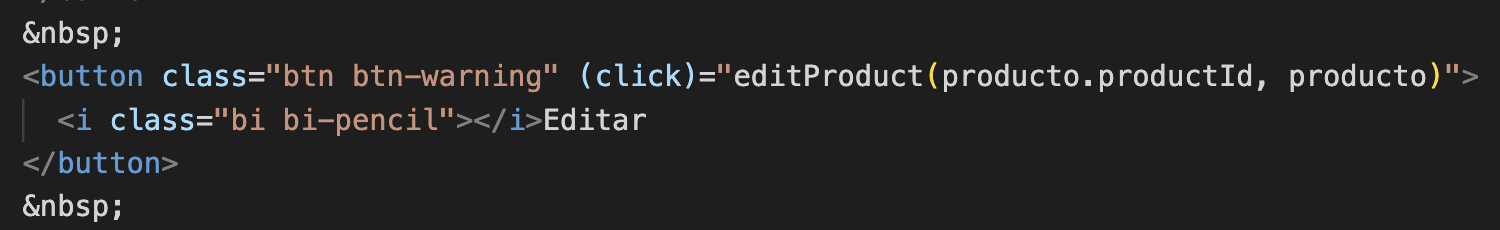 &nbsp;
<button class="btn btn-warning" (click)="editProduct(producto.productId, producto)">
<i class="bi bi-pencil"></i>Editar
</button>
&nbsp;